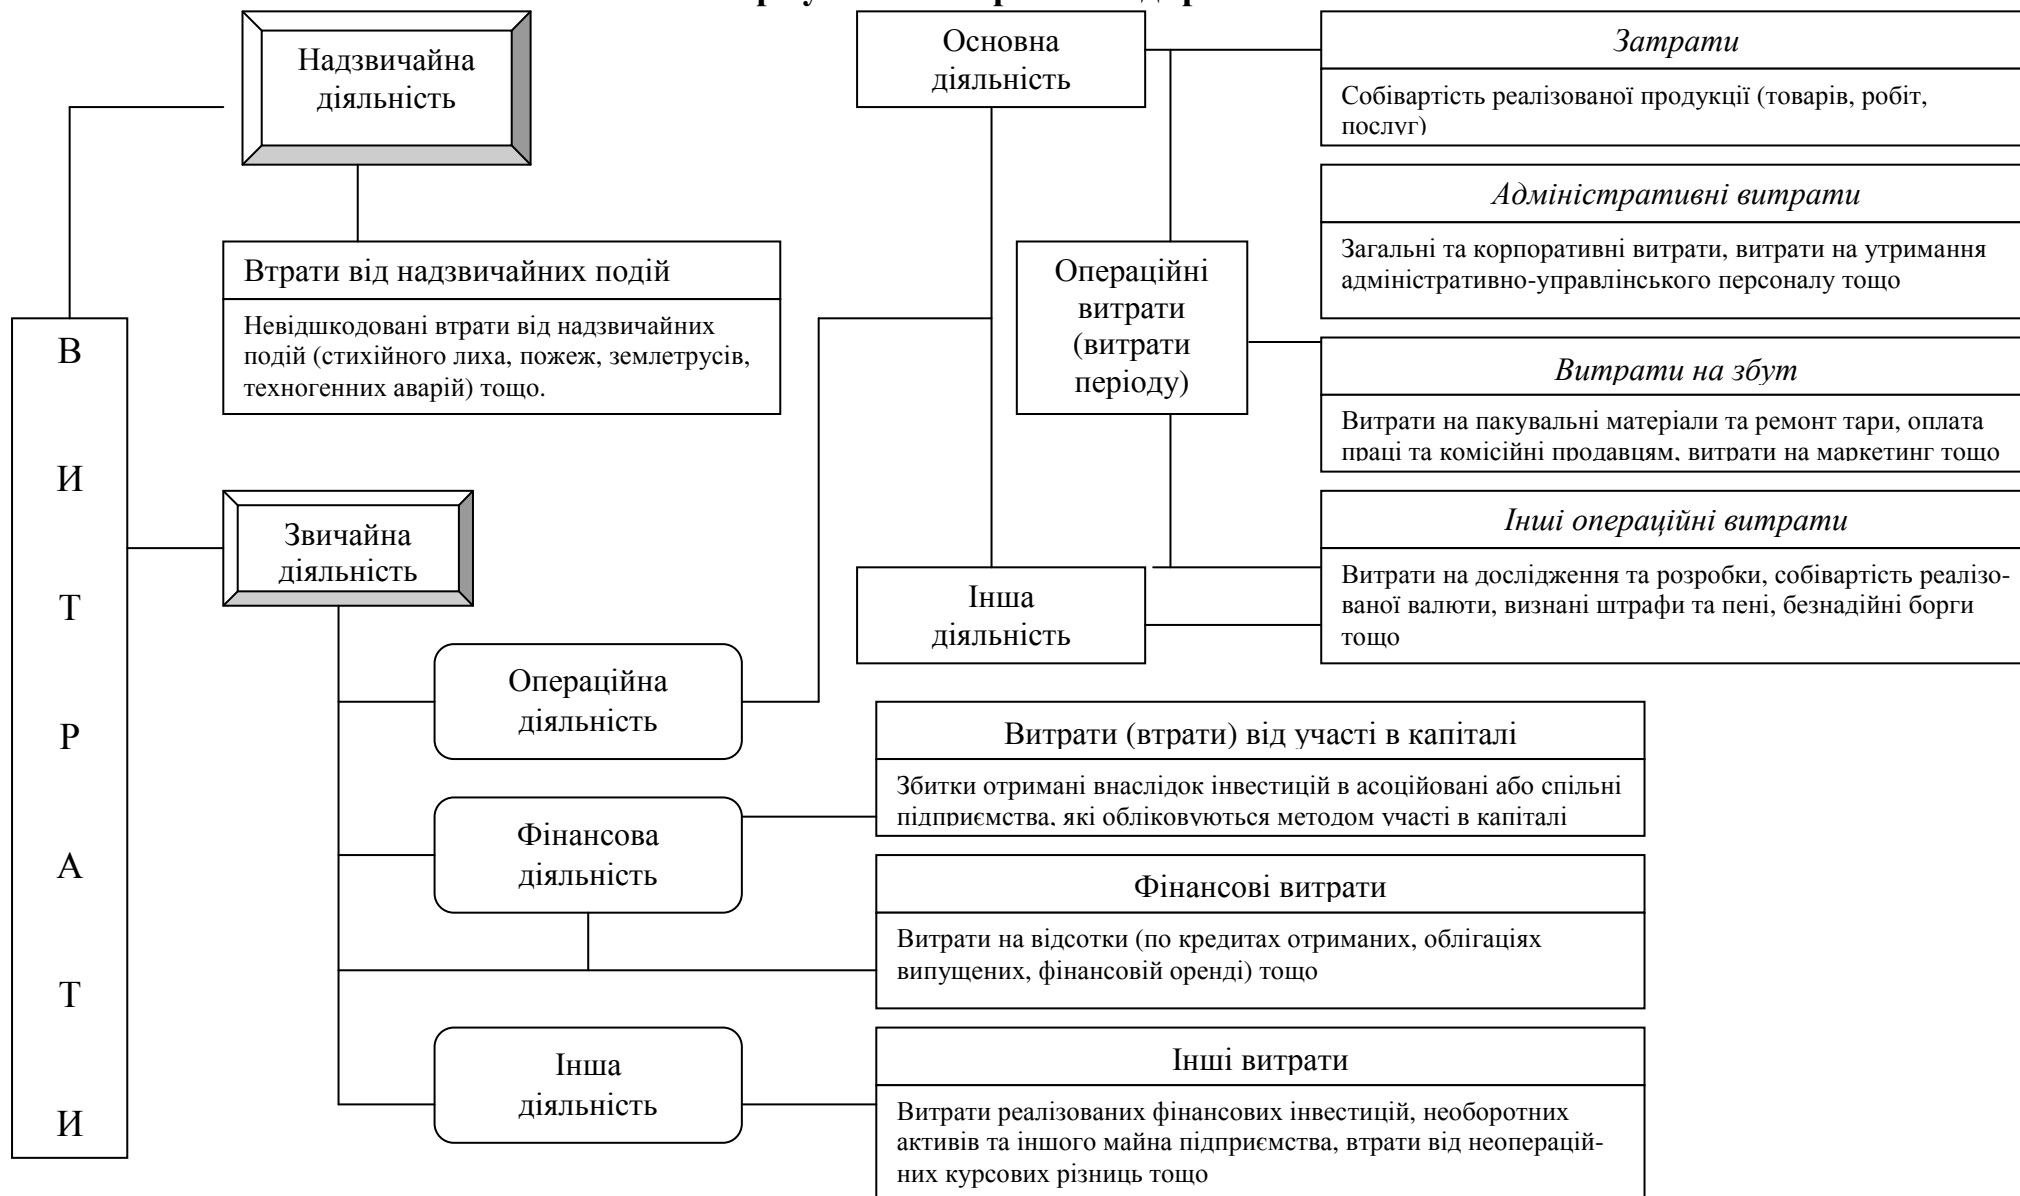 Надзвичайна
діяльність
Втрати від надзвичайних подій
Невідшкодовані втрати від надзвичайних
подій (стихійного лиха, пожеж, землетрусів,
техногенних аварій) тощо.
В
И
Т
Р
А
Т
И
Звичайна
діяльність
Операційна
діяльність
Фінансова
діяльність
Інша
діяльність
Основна
діяльність
Операційні
витрати
(витрати
періоду)
Інша
діяльність
Затрати
Собівартість реалізованої продукції (товарів, робіт,
послуг)
Адміністративні витрати
Загальні та корпоративні витрати, витрати на утримання
адміністративно-управлінського персоналу тощо
Витрати на збут
Витрати на пакувальні матеріали та ремонт тари, оплата
праці та комісійні продавцям, витрати на маркетинг тощо
Інші операційні витрати
Витрати на дослідження та розробки, собівартість реалізо-
ваної валюти, визнані штрафи та пені, безнадійні борги
тощо
Витрати (втрати) від участі в капіталі
Збитки отримані внаслідок інвестицій в асоційовані або спільні
підприємства, які обліковуються методом участі в капіталі
Фінансові витрати
Витрати на відсотки (по кредитах отриманих, облігаціях
випущених, фінансовій оренді) тощо
Інші витрати
Витрати реалізованих фінансових інвестицій, необоротних
активів та іншого майна підприємства, втрати від неоперацій-
них курсових різниць тощо